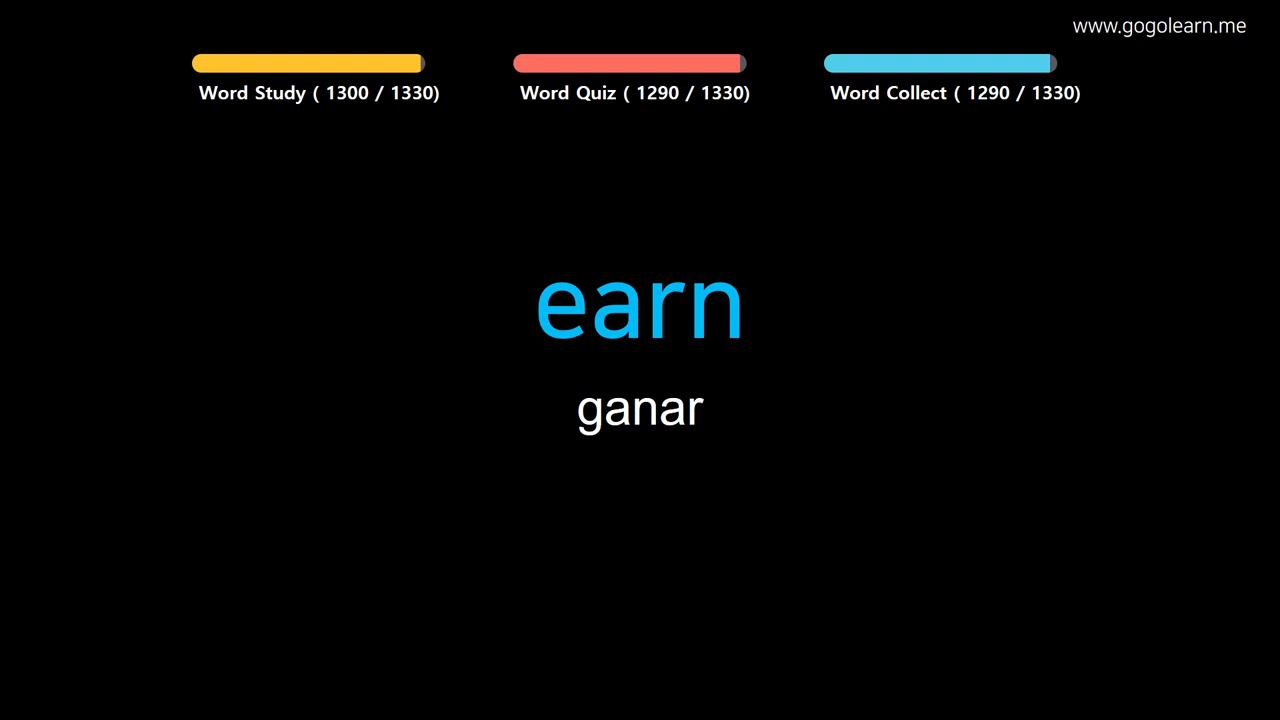 www.gogolearn.me
Word Study ( 1300 / 1330)
Word Quiz ( 1290 / 1330)
Word Collect ( 1290 / 1330)
earn
ganar